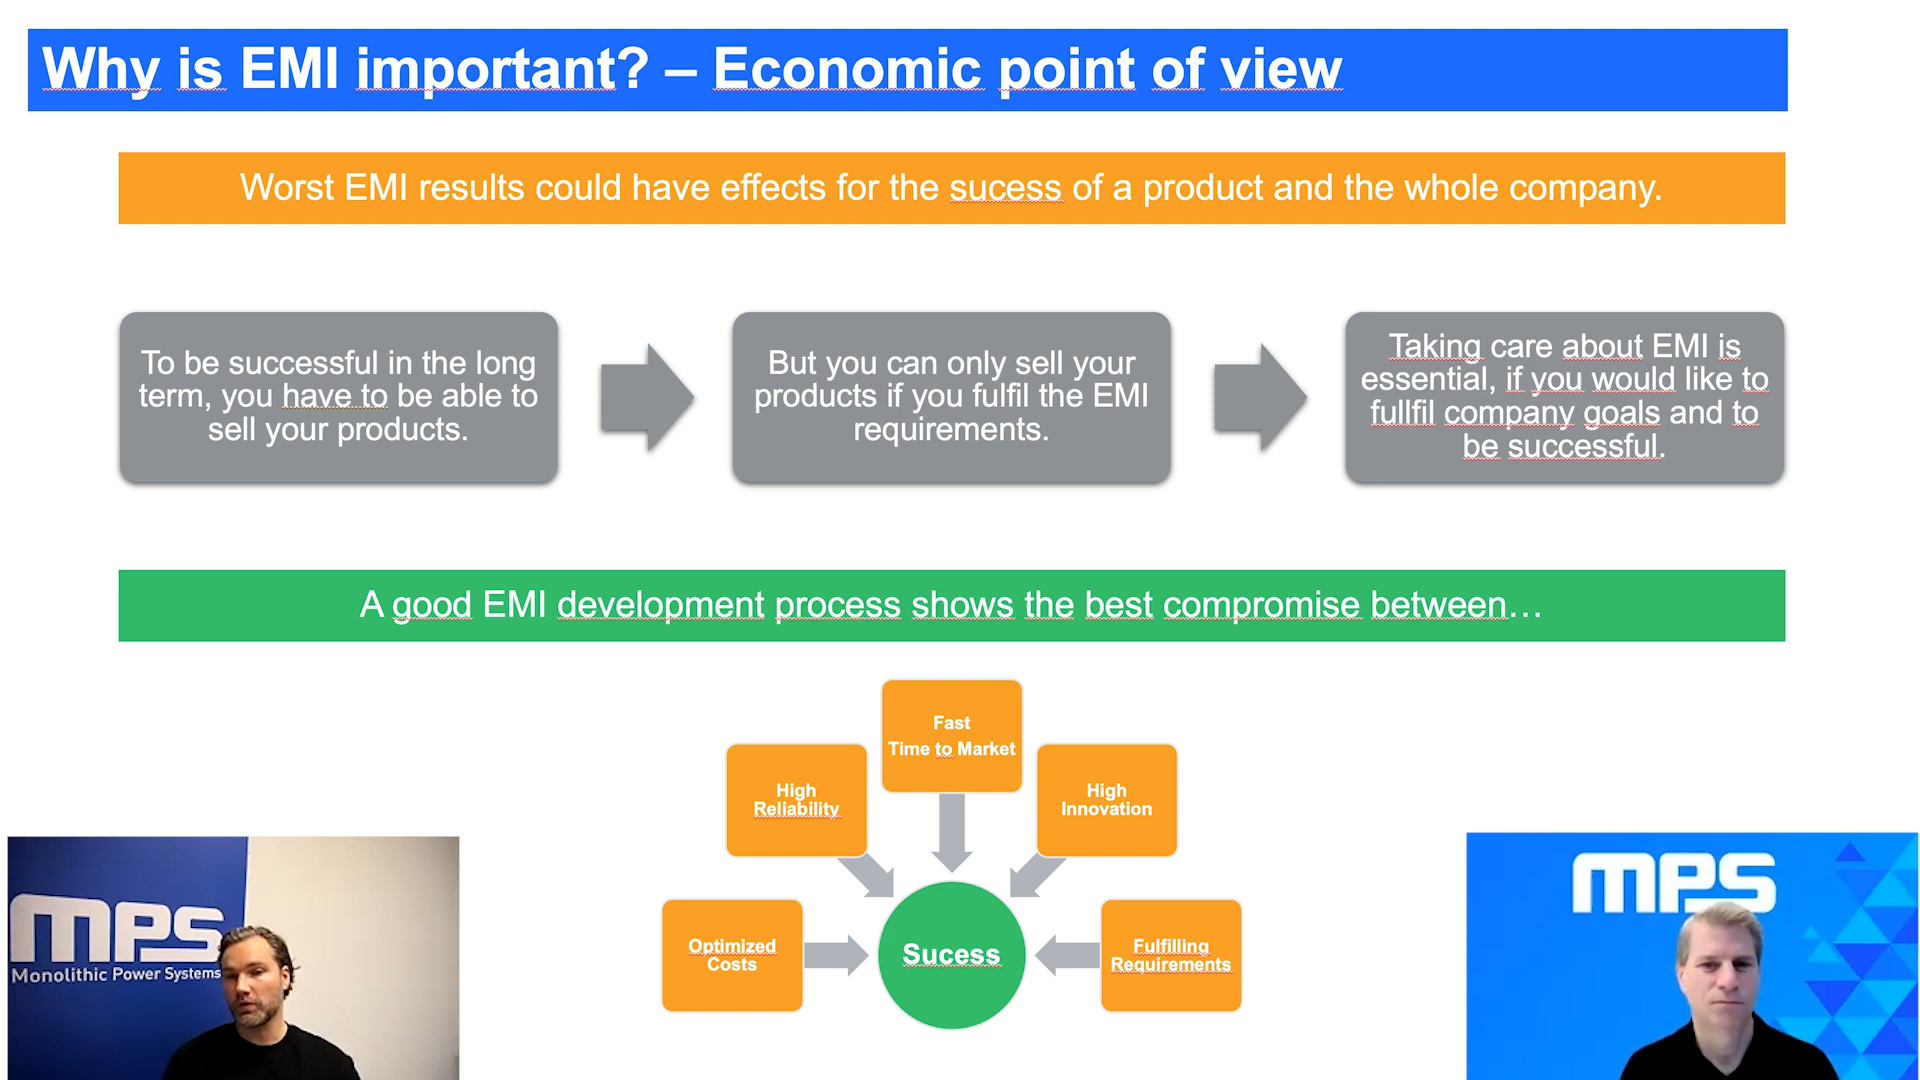 Why is EMI important? – Economic point of view
Worst EMI results could have effects for the sucess of a product and the whole company.
To be successful in the long
term, you have to be able to
sell your products.
But you can only sell your
products if you fulfil the EMI
requirements.
Taking care about EMI is
essential, if you would like to
fullfil company goals and to
be successful.
A good EMI development process shows the best compromise between…
Fast
Time to Market
High
Reliability
High
Innovation
Optimized
Costs
Sucess
Fulfilling
Requirements
MPS
Monolithic Power Systems
MPS